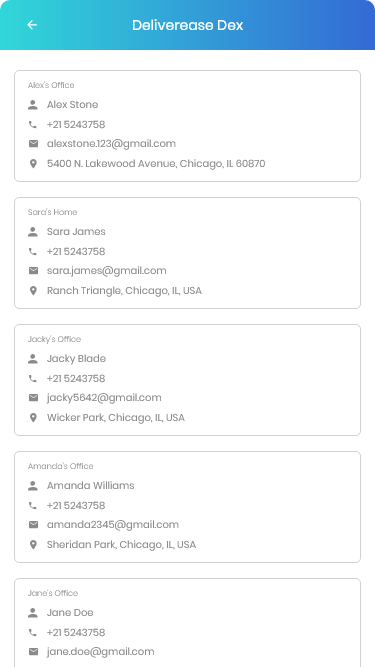 Deliverease Dex
Alex's Office
Alex Stone
+21 5243758
alexstone.123@gmail.com
5400 N. Lakewood Avenue, Chicago, IL 60870
Sara's Home
Sara James
+21 5243758
sara.james@gmail.com
Ranch Triangle, Chicago, IL, USA
Jacky's Office
Jacky Blade
+21 5243758
jacky5642@gmail.com
Wicker Park, Chicago, IL, USA
Amanda's Office
Amanda Williams
+21 5243758
amanda2345@gmail.com
Sheridan Park, Chicago, IL, USA
Jane's Office
Jane Doe
+21 5243758
jane.doe@gmail.com